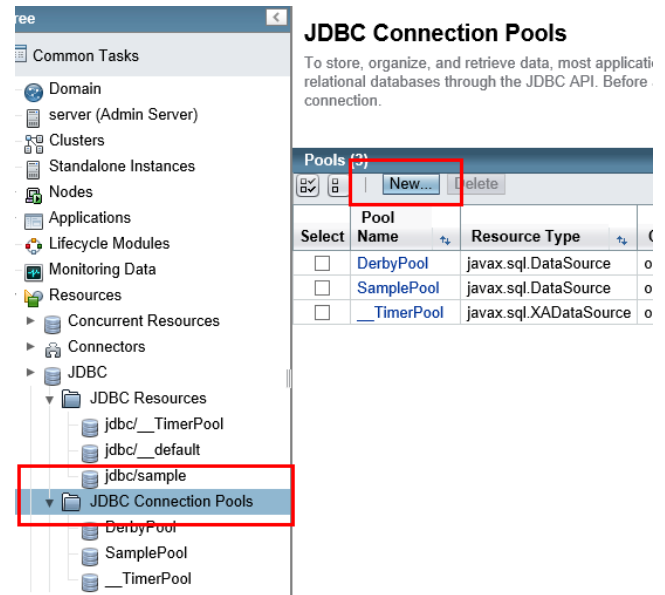 ree
Common Tasks
Domain
server (Admin Server)
Clusters
Standalone Instances
Nodes
Applications
Lifecycle Modules
Monitoring Data
Resources
Concurrent Resources
Connectors
JDBC
JDBC Resources
jdbc/__TimerPool
jdbc/__default
jdbc/sample
JDBC Connection Pools
DerbyPool
SamplePool
__TimerPool
JDBC Connection Pools
To store, organize, and retrieve data, most applicati
relational databases through the JDBC API. Before
connection.
Pools (3)
New... Delete
Select Pool Name Resource Type
DerbyPool javax.sql.DataSource o
SamplePool javax.sql.DataSource o
__TimerPool javax.sql.XADataSource o